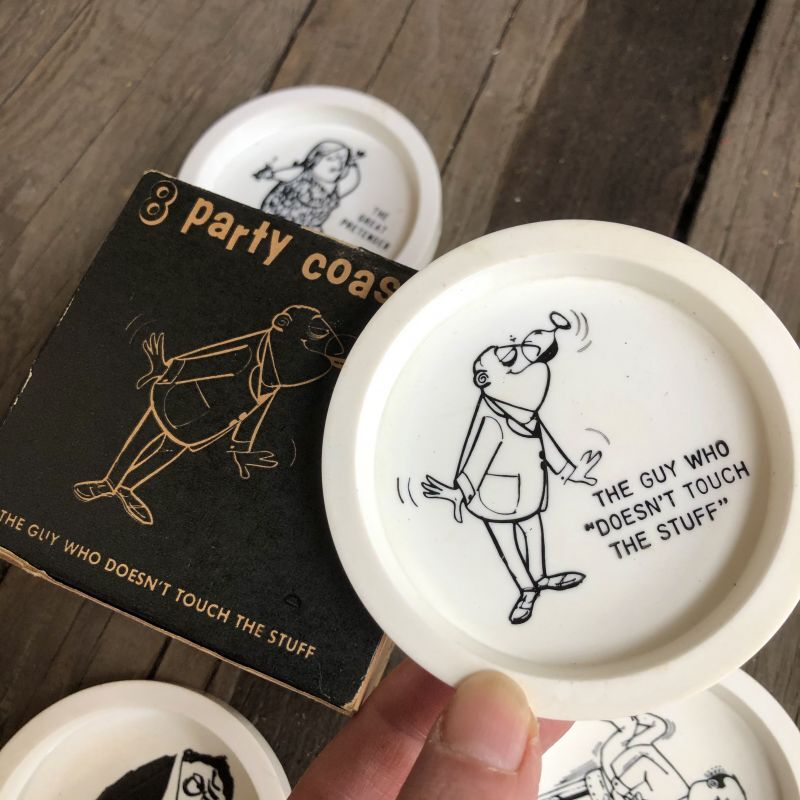 8 party coas
THE GUY WHO DOESN'T TOUCH THE STUFF
THE
GREAT
PRETENDER
THE GUY WHO
"DOESN'T TOUCH
THE STUFF"